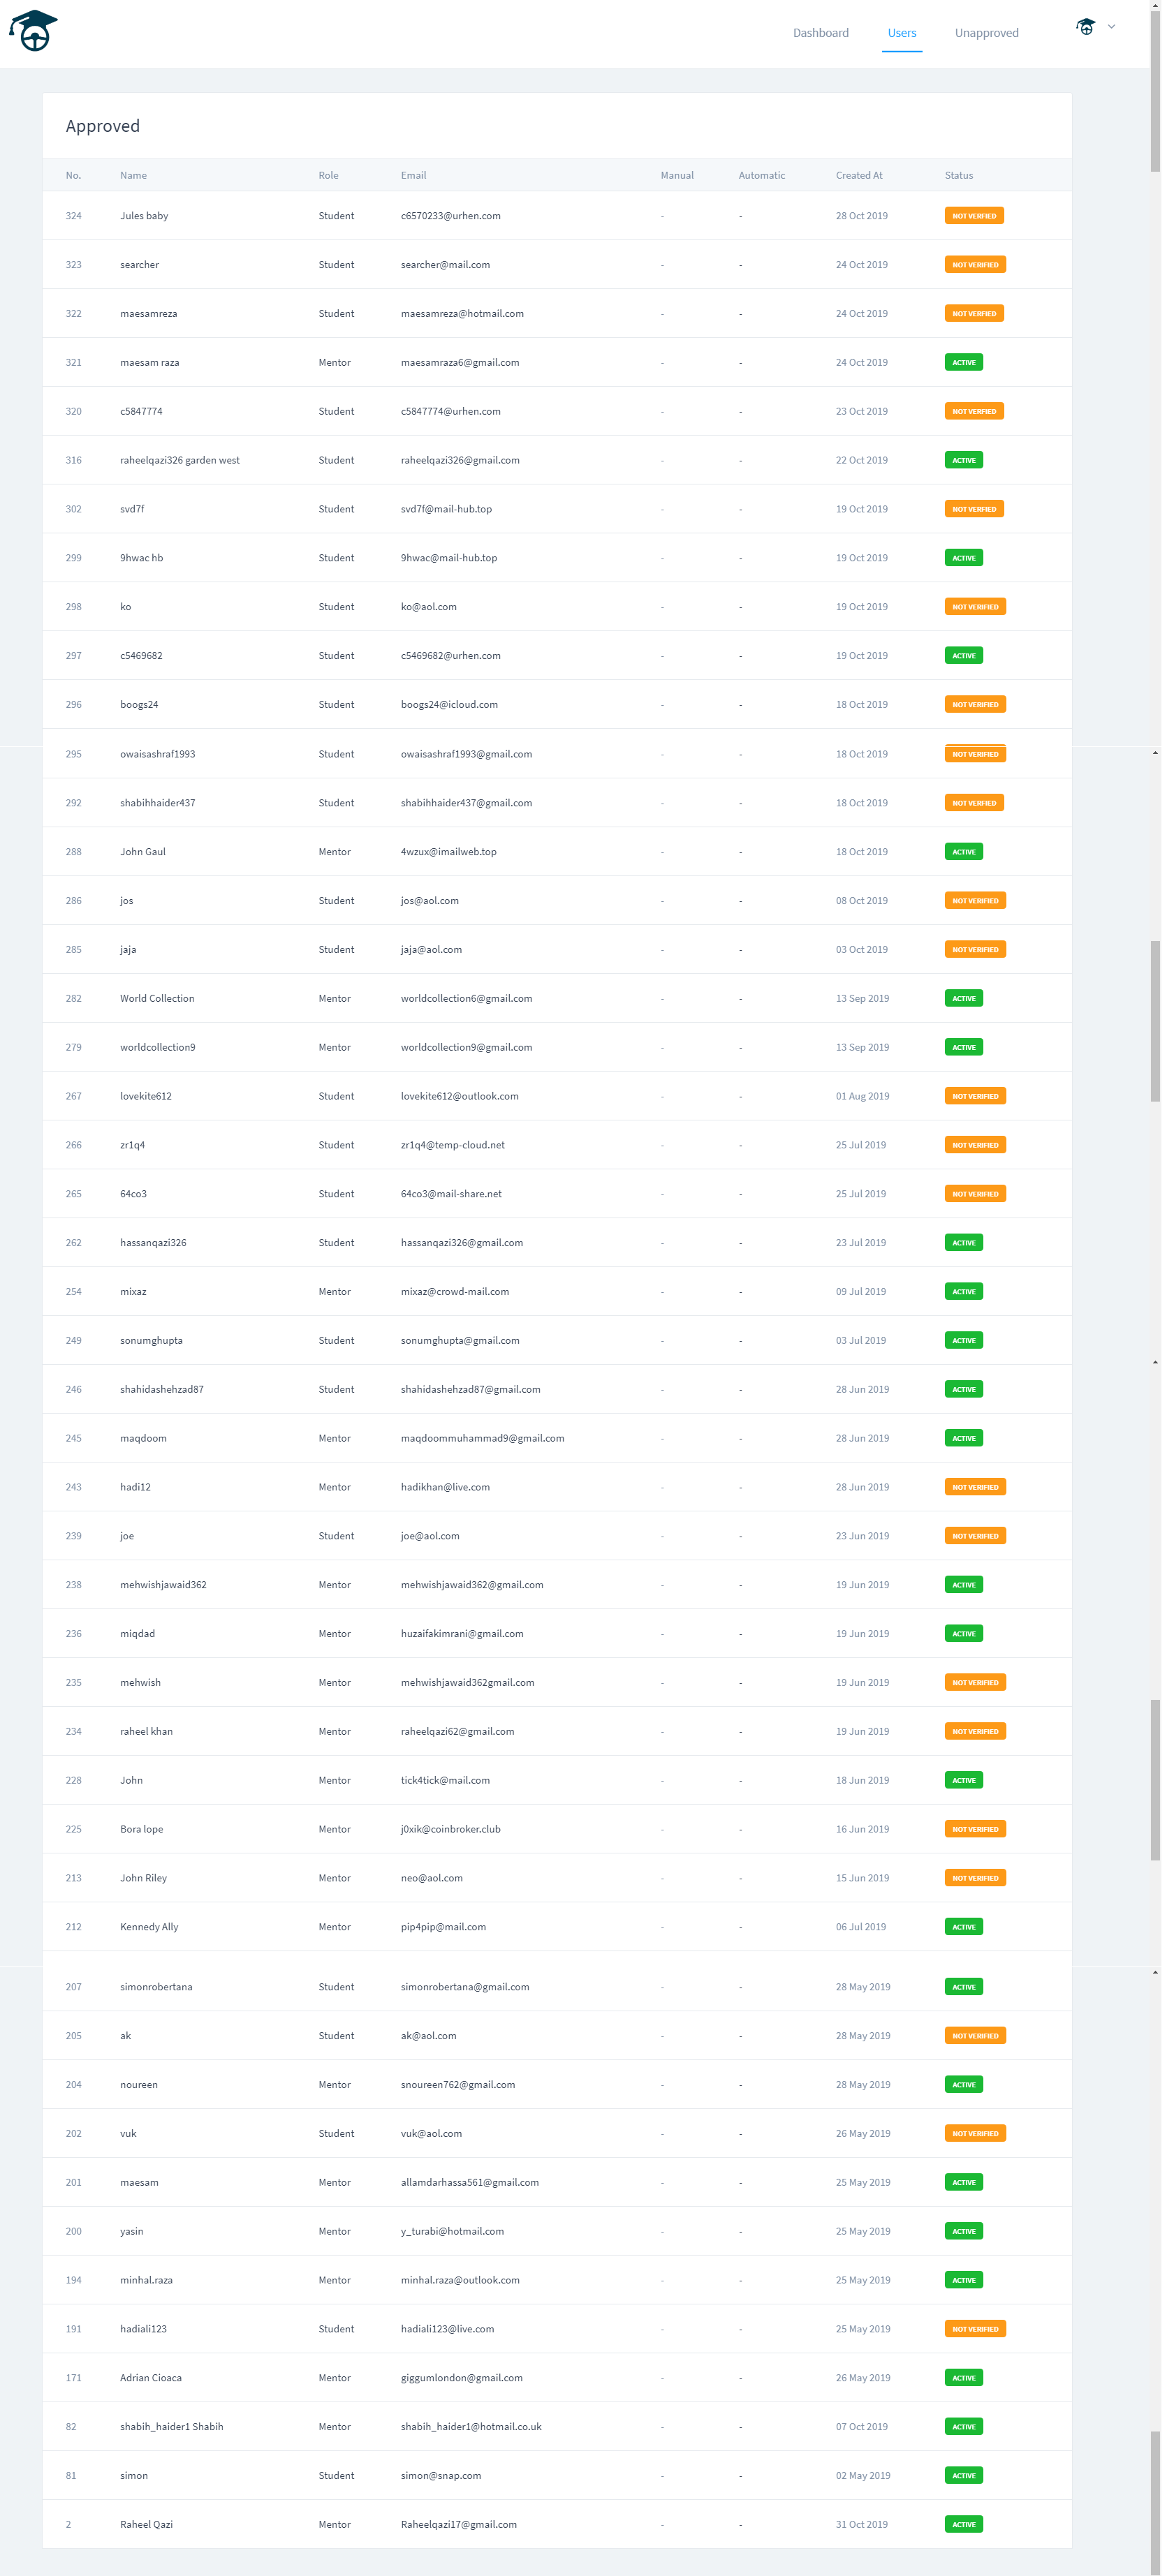 Dashboard Users Unapproved
Approved
No. Name Role Email Manual Automatic Created At Status
324 Jules baby Student c6570233@urhen.com - - 28 Oct 2019 NOT VERFIED
323 searcher Student searcher@mail.com - - 24 Oct 2019 NOT VERIFIED
322 maesamreza Student maesamreza@hotmail.com - - 24 Oct 2019 NOT VERFIED
321 maesam raza Mentor maesamraza6@gmail.com - - 24 Oct 2019 ACTIVE
320 c5847774 Student c5847774@urhen.com - - 23 Oct 2019 NOT VERFIED
316 raheelqazi326 garden west Student raheelqazi326@gmail.com - - 22 Oct 2019 ACTIVE
302 svd7f Student svd7f@mail-hub.top - - 19 Oct 2019 NOT VERFIED
299 9hwac hb Student 9hwac@mail-hub.top - - 19 Oct 2019 ACTIVE
298 ko Student ko@aol.com - - 19 Oct 2019 NOT VERIFIED
297 c5469682 Student c5469682@urhen.com - - 19 Oct 2019 ACTIVE
296 boogs24 Student boogs24@icloud.com - - 18 Oct 2019 NOT VERIFIED
295 owaisashraf1993 Student owaisashraf1993@gmail.com - - 18 Oct 2019 NOT VERIFIED
292 shabihhaider437 Student shabihhaider437@gmail.com - - 18 Oct 2019 NOT VERFIED
288 John Gaul Mentor 4wzux@imailweb.top - - 18 Oct 2019 ACTIVE
286 jos Student jos@aol.com - - 08 Oct 2019 NOT VERIFIED
285 jaja Student jaja@aol.com - - 03 Oct 2019 NOT VERIFIED
282 World Collection Mentor worldcollection6@gmail.com - - 13 Sep 2019 ACTIVE
279 worldcollection9 Mentor worldcollection9@gmail.com - - 13 Sep 2019 ACTIVE
267 lovekite612 Student lovekite612@outlook.com - - 01 Aug 2019 NOT VERIFIED
266 zr1q4 Student zr1q4@temp-cloud.net - - 25 Jul 2019 NOT VERIFIED
265 64co3 Student 64co3@mail-share.net - - 25 Jul 2019 NOT VERIFIED
262 hassanqazi326 Student hassanqazi326@gmail.com - - 23 Jul 2019 ACTIVE
254 mixaz Mentor mixaz@crowd-mail.com - - 09 Jul 2019 ACTIVE
249 sonumghupta Student sonumghupta@gmail.com - - 03 Jul 2019 ACTIVE
246 shahidashehzad87 Student shahidashehzad87@gmail.com - - 28 Jun 2019 ACTIVE
245 maqdoom Mentor maqdoommuhammad9@gmail.com - - 28 Jun 2019 ACTIVE
243 hadi12 Mentor hadikhan@live.com - - 28 Jun 2019 NOT VERIFIED
239 joe Student joe@aol.com - - 23 Jun 2019 NOT VERIFIED
238 mehwishjawaid362 Mentor mehwishjawaid362@gmail.com - - 19 Jun 2019 ACTIVE
236 miqdad Mentor huzaifakimrani@gmail.com - - 19 Jun 2019 ACTIVE
235 mehwish Mentor mehwishjawaid362gmail.com - - 19 Jun 2019 NOT VERIFIED
234 raheel khan Mentor raheelqazi62@gmail.com - - 19 Jun 2019 NOT VERIFIED
228 John Mentor tick4tick@mail.com - - 18 Jun 2019 ACTIVE
225 Bora lope Mentor j0xik@coinbroker.club - - 16 Jun 2019 NOT VERIFIED
213 John Riley Mentor neo@aol.com - - 15 Jun 2019 NOT VERIFIED
212 Kennedy Ally Mentor pip4pip@mail.com - - 06 Jul 2019 ACTIVE
207 simonrobertana Student simonrobertana@gmail.com - - 28 May 2019 ACTIVE
205 ak Student ak@aol.com - - 28 May 2019 NOT VERIFIED
204 noureen Mentor snoureen762@gmail.com - - 28 May 2019 ACTIVE
202 vuk Student vuk@aol.com - - 26 May 2019 NOT VERIFIED
201 maesam Mentor allamdarhassa561@gmail.com - - 25 May 2019 ACTIVE
200 yasin Mentor y_turabi@hotmail.com - - 25 May 2019 ACTIVE
194 minhal.raza Mentor minhal.raza@outlook.com - - 25 May 2019 ACTIVE
191 hadiali123 Student hadiali123@live.com - - 25 May 2019 NOT VERIFIED
171 Adrian Cioaca Mentor giggumlondon@gmail.com - - 26 May 2019 ACTIVE
82 shabih_haider1 Shabih Mentor shabih_haider1@hotmail.co.uk - - 07 Oct 2019 ACTIVE
81 simon Student simon@snap.com - - 02 May 2019 ACTIVE
2 Raheel Qazi Mentor Raheelqazi17@gmail.com - - 31 Oct 2019 ACTIVE